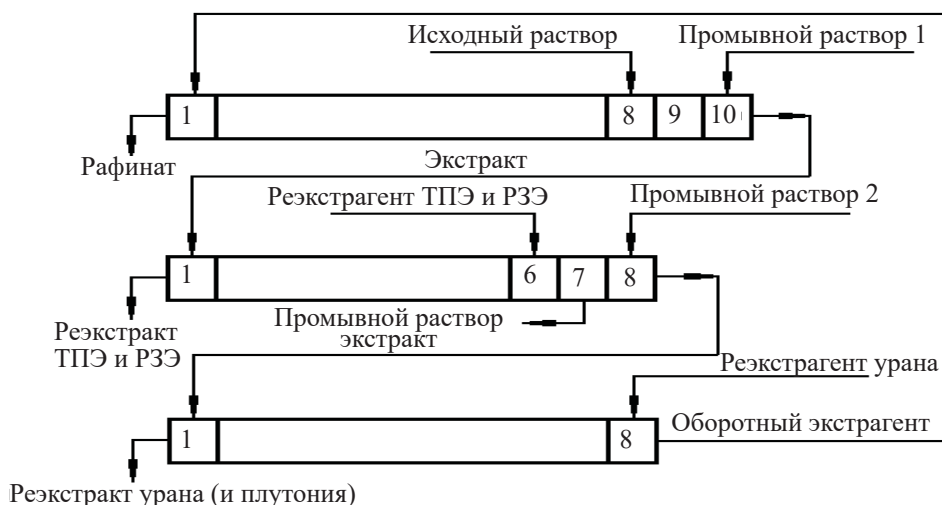 Исходный раствор
Промывной раствор 1
1
8
9
10
Рафинат
Экстракт
Реэкстрагент ТПЭ и РЗЭ
Промывной раствор 2
1
6
7
8
Реэкстракт
ТПЭ и РЗЭ
Промывной раствор
экстракт
Реэкстрагент урана
1
8
Оборотный экстрагент
Реэкстракт урана (и плутония)